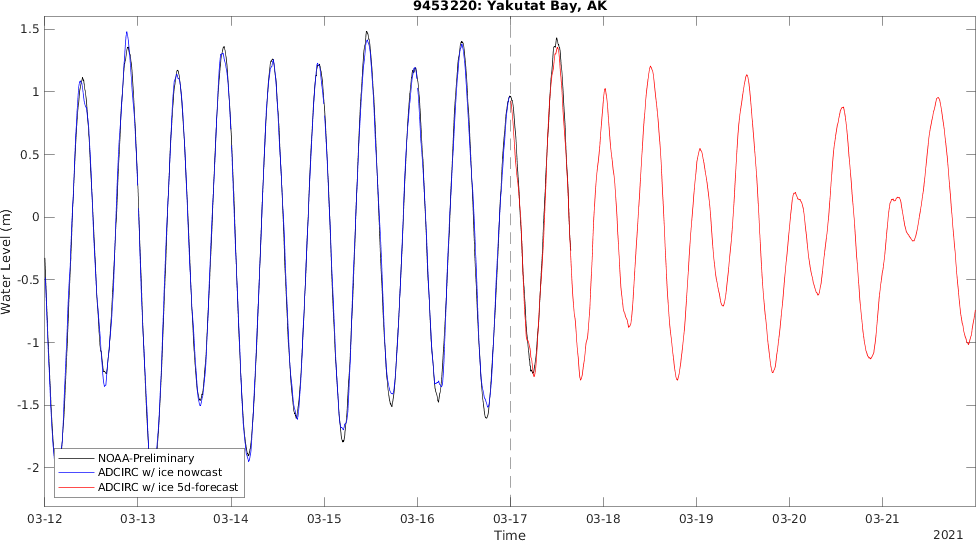 9453220: Yakutat Bay, AK
Water Level (m)
1.5
1
0.5
0
-0.5
-1
-1.5
-2
NOAA-Preliminary
ADCIRC w/ ice nowcast
ADCIRC w/ ice 5d-forecast
03-12 03-13 03-14 03-15 03-16 03-17 03-18 03-19 03-20 03-21
Time
2021